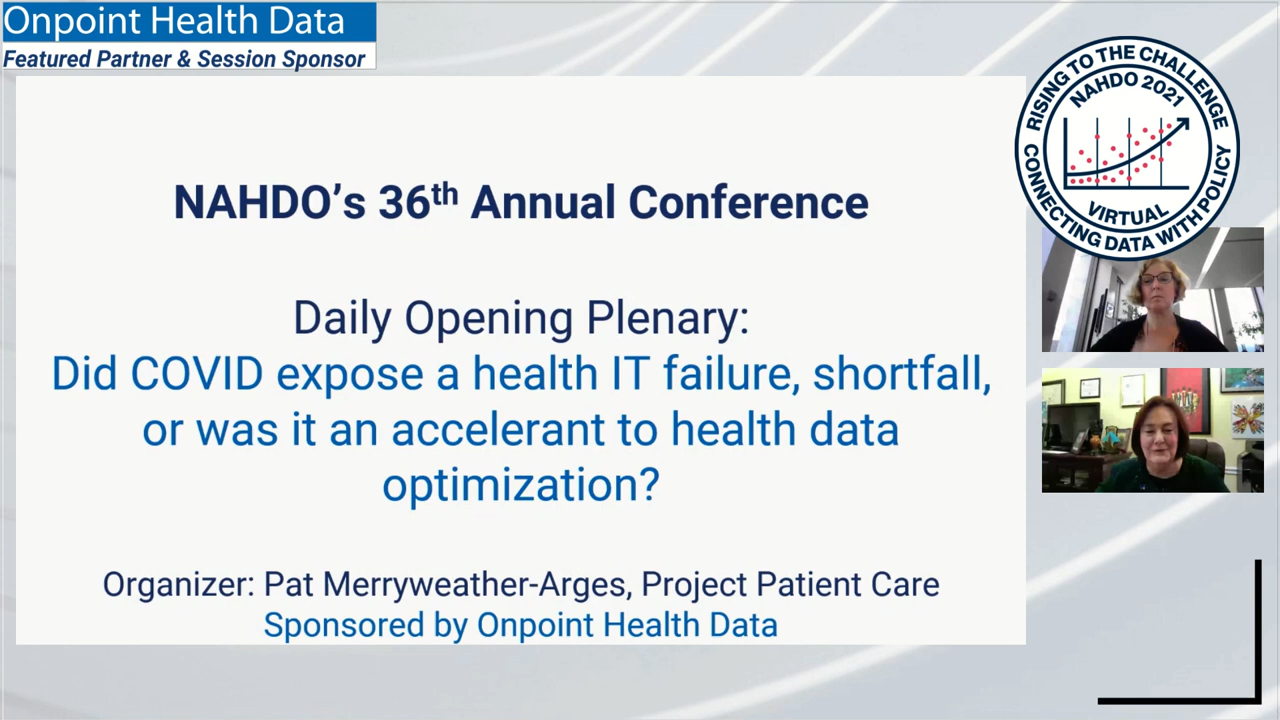 Onpoint Health Data
Featured Partner & Session Sponsor
RISING TO THE CHALLENGE
NAHDO 2021
VIRTUAL
CONNECTING DATA WITH POLICY
NAHDO’s 36th Annual Conference
Daily Opening Plenary:
Did COVID expose a health IT failure, shortfall,
or was it an accelerant to health data
optimization?
Organizer: Pat Merryweather-Arges, Project Patient Care
Sponsored by Onpoint Health Data